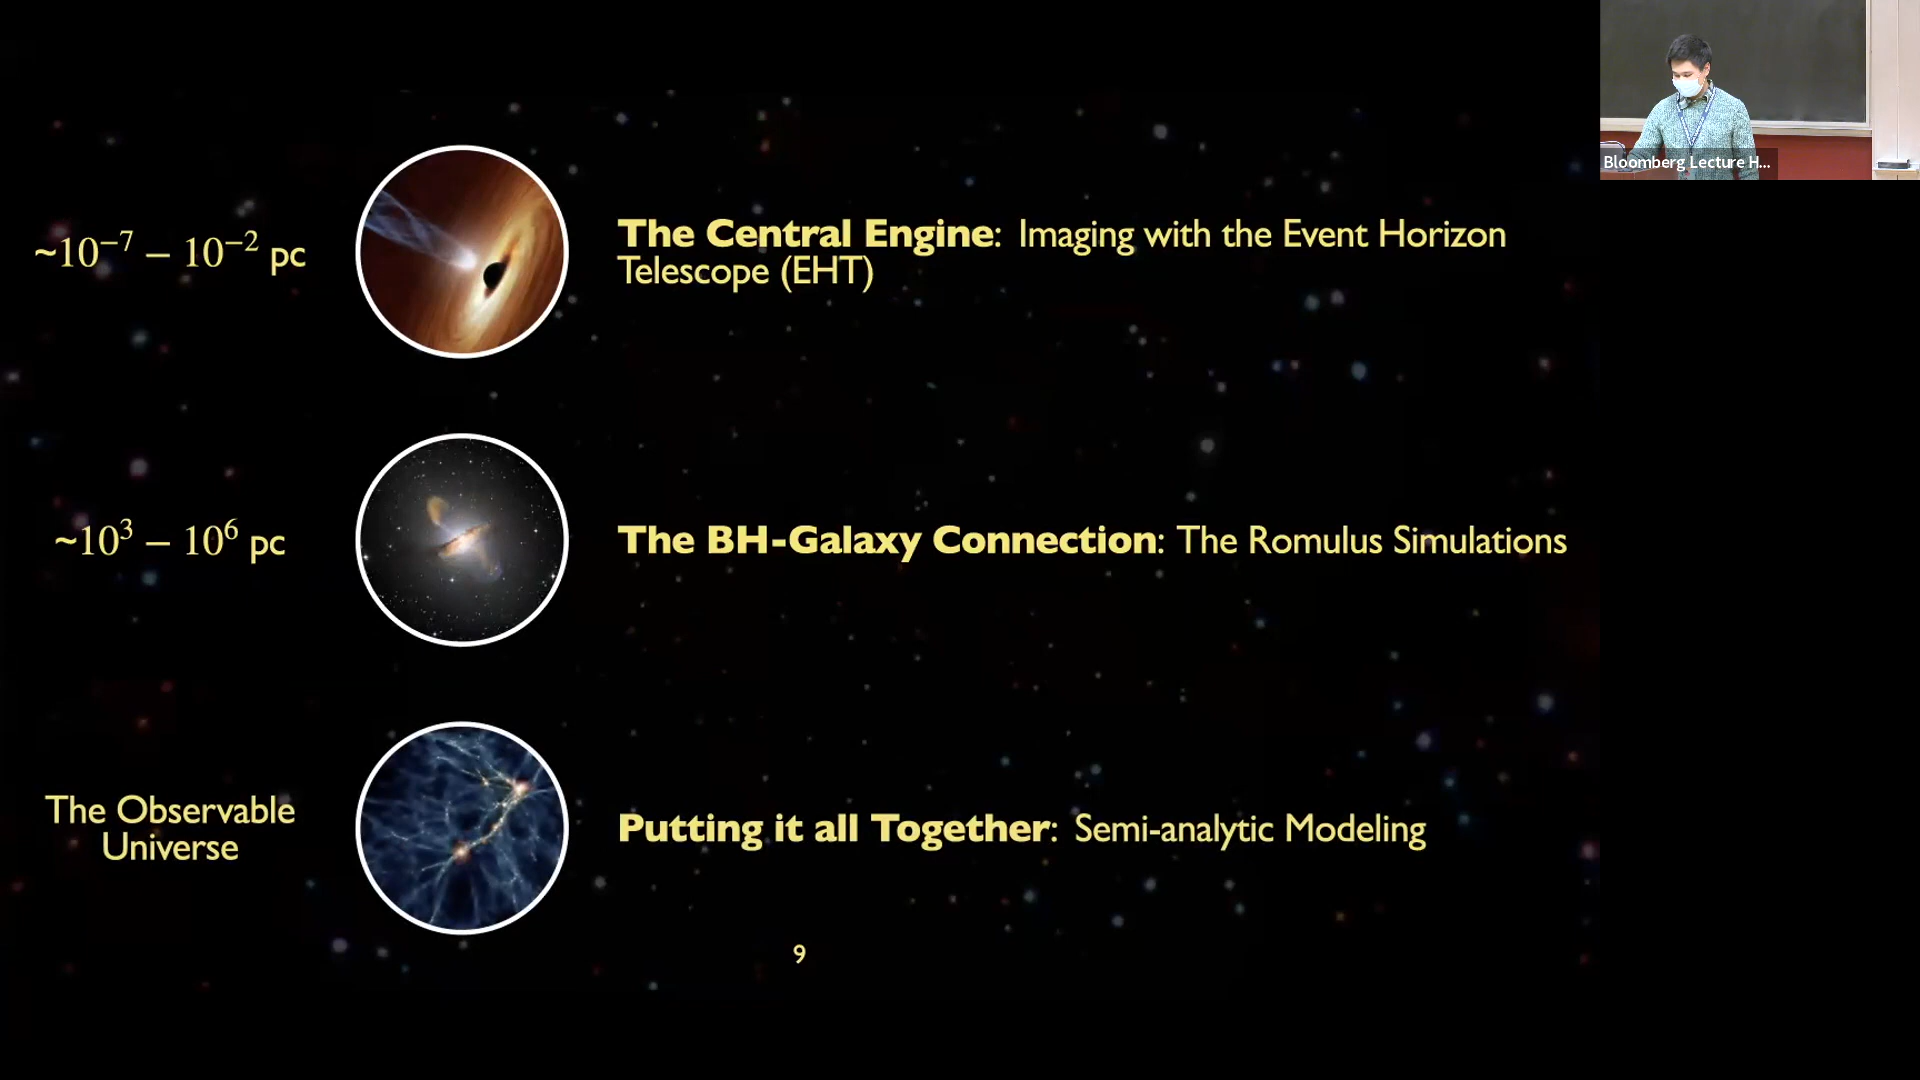 Bloomberg Lecture H...
~10⁻⁷ – 10⁻² pc
The Central Engine: Imaging with the Event Horizon
Telescope (EHT)
~10³ – 10⁶ pc
The BH-Galaxy Connection: The Romulus Simulations
The Observable
Universe
Putting it all Together: Semi-analytic Modeling
9